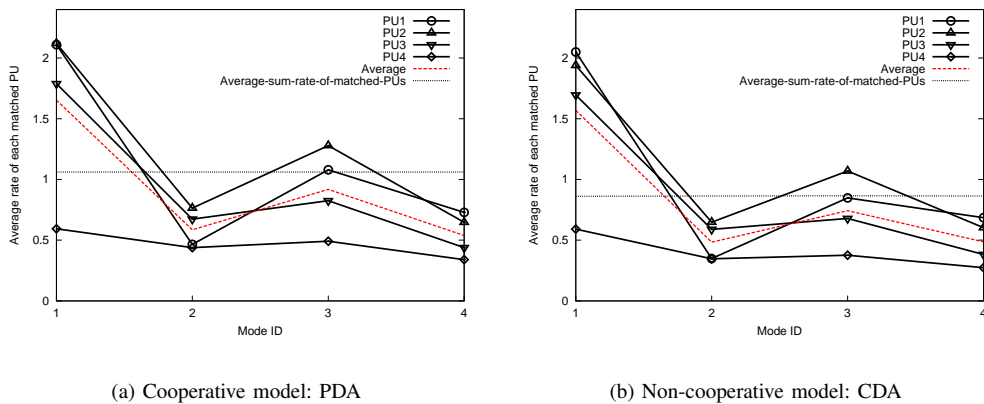 PU1
PU2
PU3
PU4
Average
Average-sum-rate-of-matched-PUs
Average rate of each matched PU
2
1.5
1
0.5
0
1 2 3 4
Mode ID
(a) Cooperative model: PDA
PU1
PU2
PU3
PU4
Average
Average-sum-rate-of-matched-PUs
Average rate of each matched PU
2
1.5
1
0.5
0
1 2 3 4
Mode ID
(b) Non-cooperative model: CDA